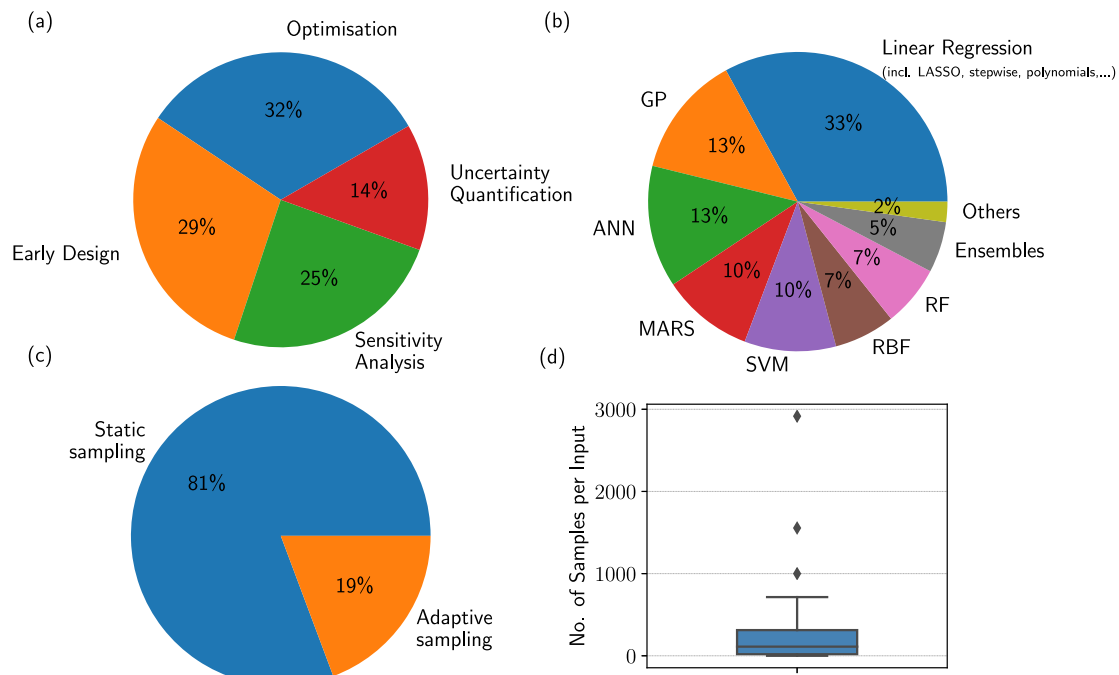 (a)
Optimisation
32%
Uncertainty
Quantification
14%
Early Design
29%
25%
Sensitivity
Analysis
(b)
Linear Regression
(incl. LASSO, stepwise, polynomials,...)
33%
GP
13%
ANN
13%
MARS
10%
SVM
10%
RBF
7%
RF
7%
Ensembles
5%
Others
2%
(c)
Static
sampling
81%
19%
Adaptive
sampling
(d)
No. of Samples per Input
3000
2000
1000
0